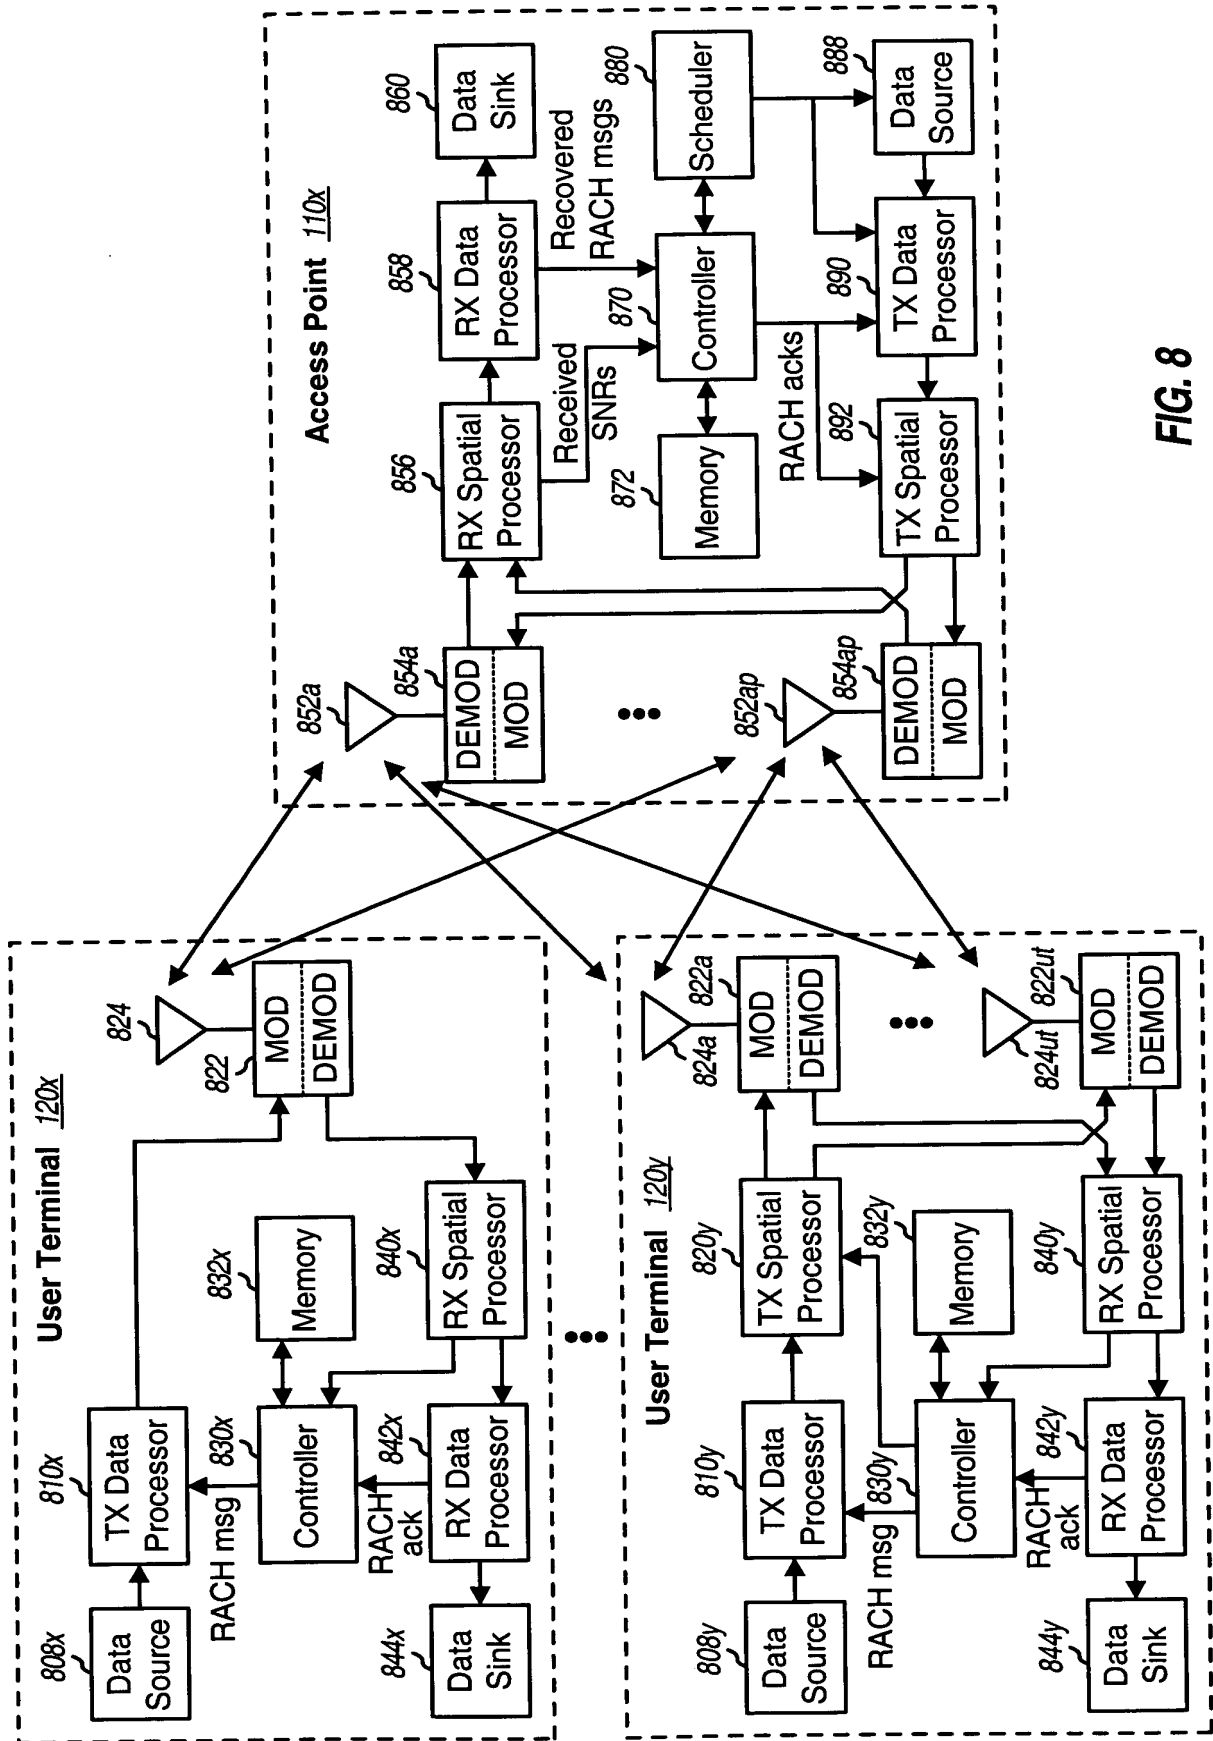 User Terminal 120x
808x
Data
Source
810x
TX Data
Processor
RACH msg
830x
Controller
832x
Memory
RACH
ack
842x
RX Data
Processor
840x
RX Spatial
Processor
844x
Data
Sink
824
822
MOD
DEMOD
User Terminal 120y
808y
Data
Source
810y
TX Data
Processor
820y
TX Spatial
Processor
RACH msg
830y
Controller
832y
Memory
RACH
ack
842y
RX Data
Processor
840y
RX Spatial
Processor
844y
Data
Sink
824a
822a
MOD
DEMOD
824ut
822ut
MOD
DEMOD
Access Point 110x
852a
854a
DEMOD
MOD
852ap
854ap
DEMOD
MOD
856
RX Spatial
Processor
858
RX Data
Processor
860
Data
Sink
Received
SNRs
Recovered
RACH msgs
872
Memory
870
Controller
880
Scheduler
RACH acks
892
TX Spatial
Processor
890
TX Data
Processor
888
Data
Source
FIG. 8